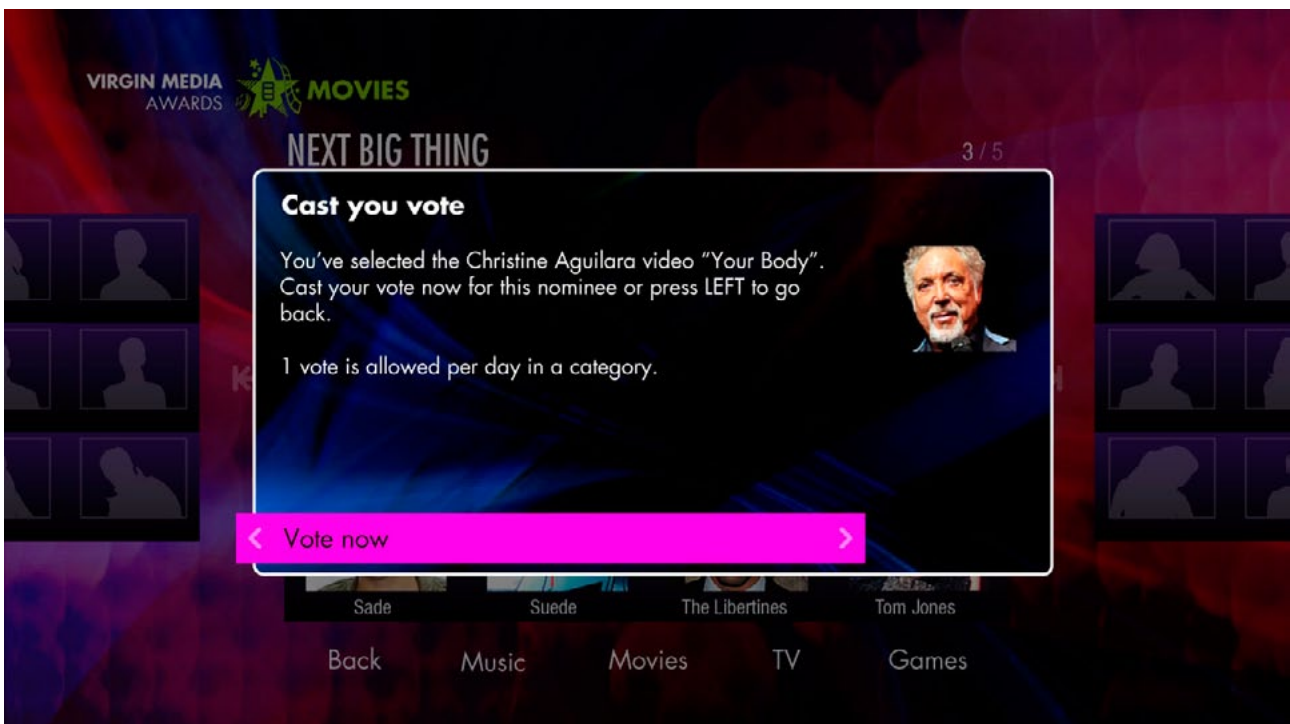 VIRGIN MEDIA
AWARDS
MOVIES
NEXT BIG THING
3 / 5
Cast you vote
You've selected the Christine Aguilara video "Your Body".
Cast your vote now for this nominee or press LEFT to go
back.
1 vote is allowed per day in a category.
Vote now
Sade Suede The Libertines Tom Jones
Back Music Movies TV Games